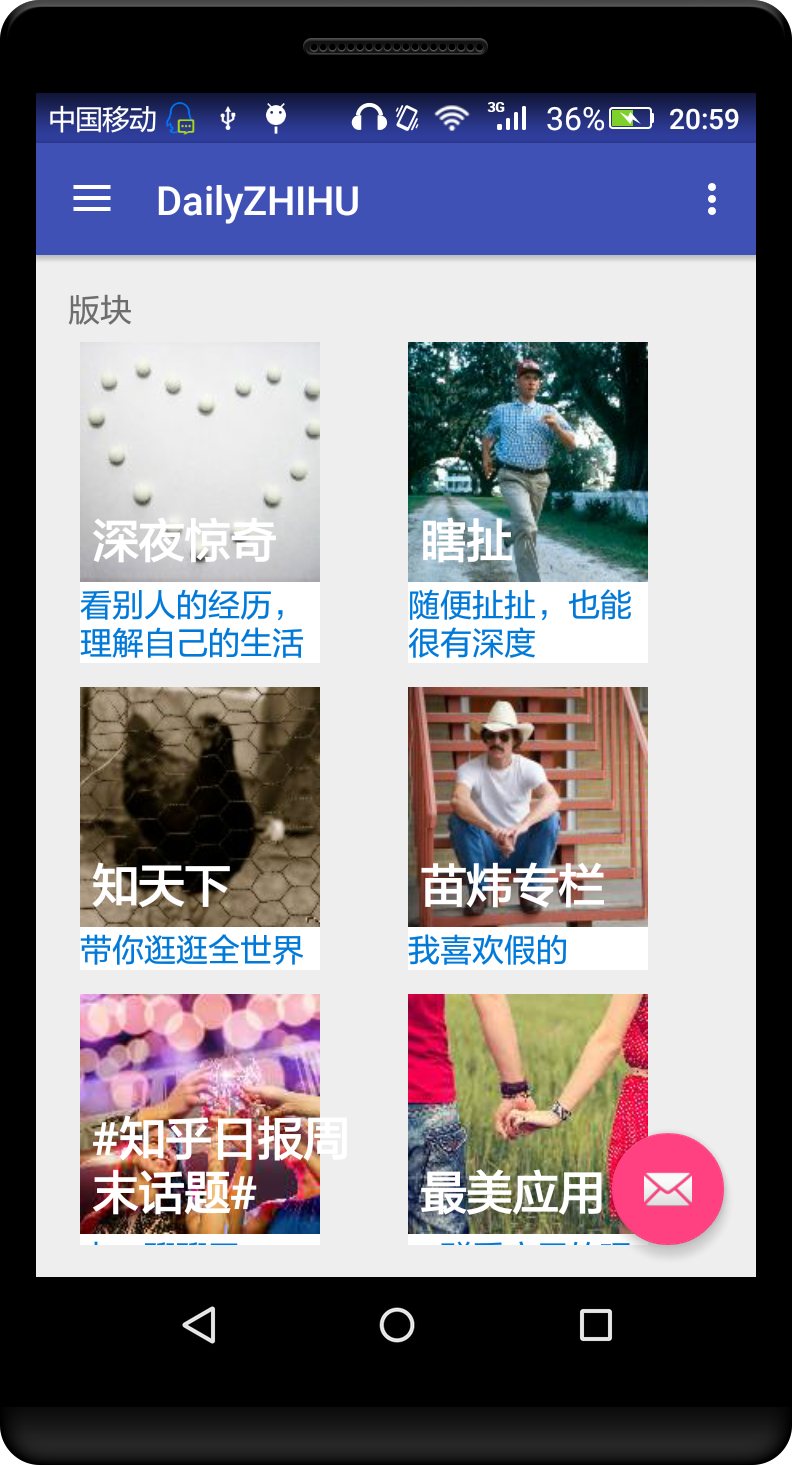 中国移动 3G 36% 20:59
DailyZHIHU
版块
深夜惊奇
看别人的经历，
理解自己的生活
瞎扯
随便扯扯，也能
很有深度
知天下
带你逛逛全世界
苗炜专栏
我喜欢假的
#知乎日报周
末话题#
最美应用